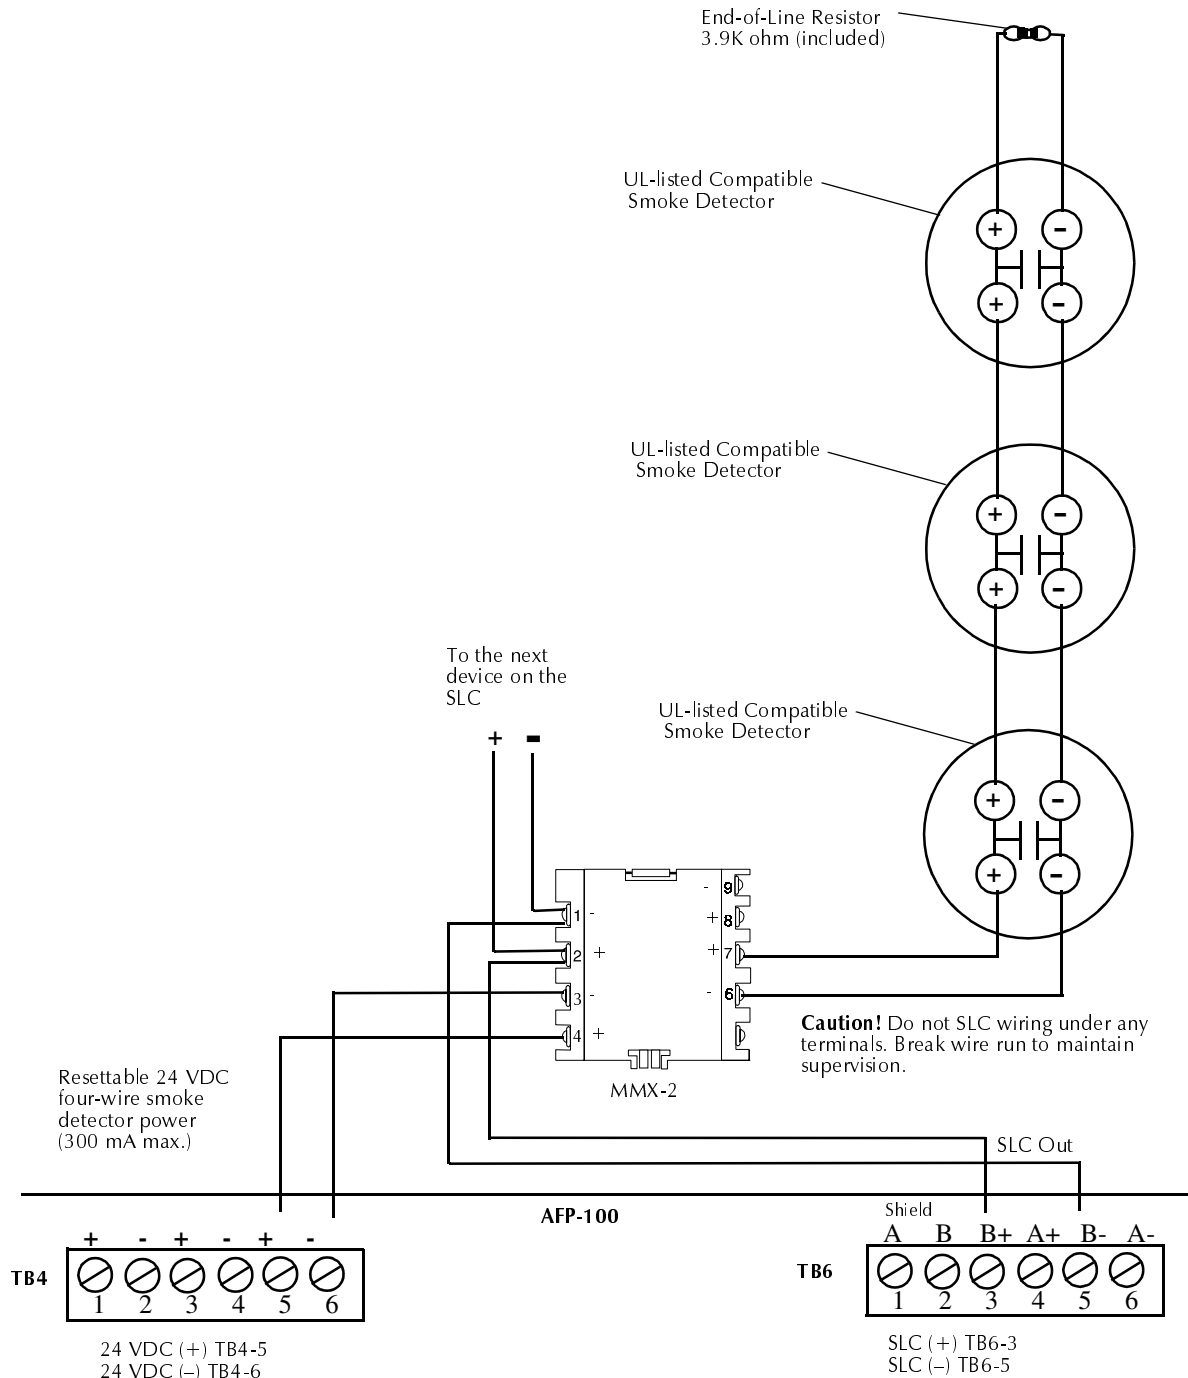 End-of-Line Resistor
3.9K ohm (included)
UL-listed Compatible
Smoke Detector
+ -
+ -
UL-listed Compatible
Smoke Detector
+ -
+ -
To the next
device on the
SLC
+ -
UL-listed Compatible
Smoke Detector
+ -
+ -
- 9
1 - + 8
2 + + 7
3 - - 6
4 +
MMX-2
Caution! Do not SLC wiring under any
terminals. Break wire run to maintain
supervision.
Resettable 24 VDC
four-wire smoke
detector power
(300 mA max.)
SLC Out
AFP-100
Shield
+ - + - + -
TB4
1 2 3 4 5 6
24 VDC (+) TB4-5
24 VDC (–) TB4-6
A B B+ A+ B- A-
TB6
1 2 3 4 5 6
SLC (+) TB6-3
SLC (–) TB6-5